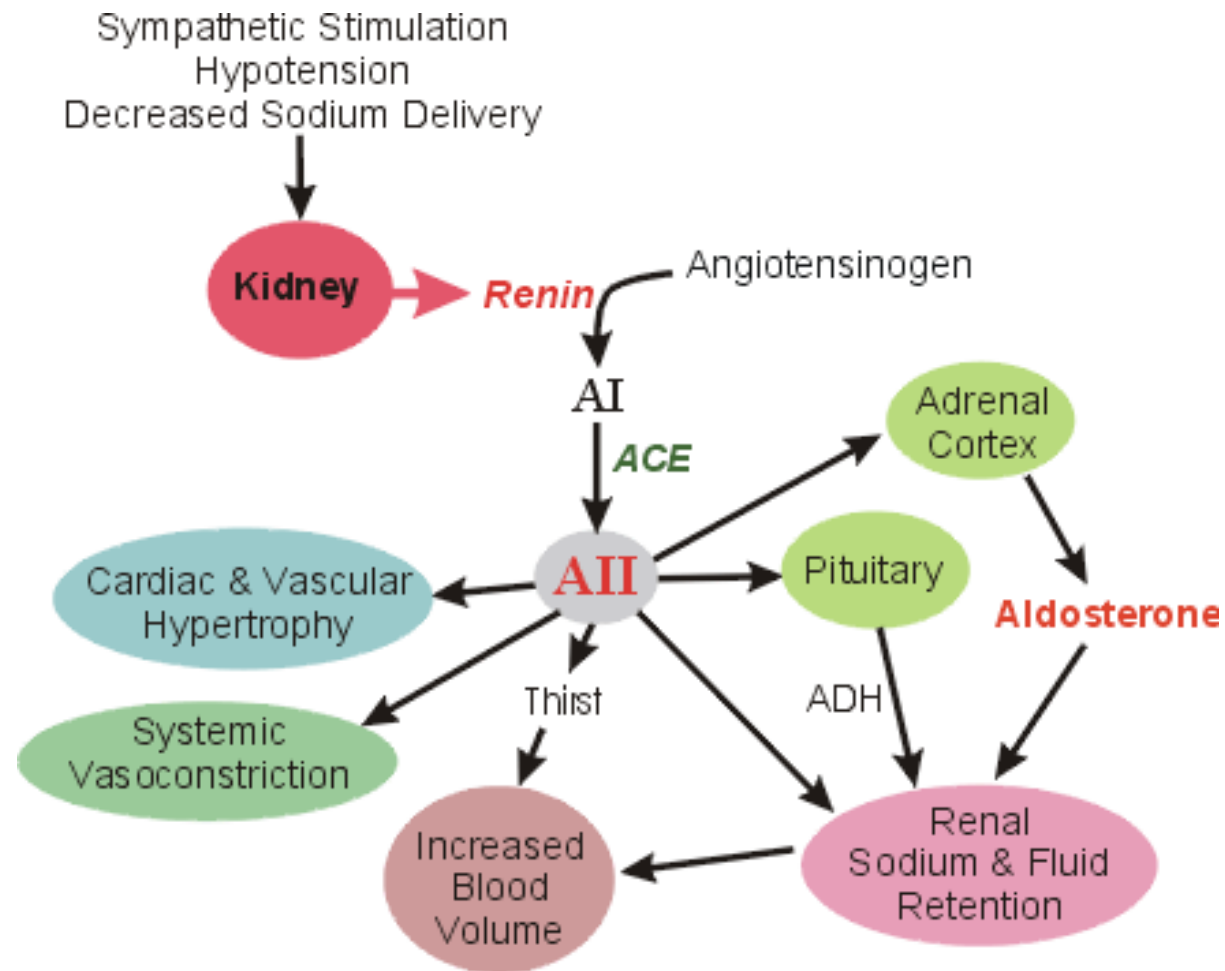 Sympathetic Stimulation
Hypotension
Decreased Sodium Delivery
Kidney
Renin
Angiotensinogen
AI
ACE
Adrenal
Cortex
AII
Pituitary
Cardiac & Vascular
Hypertrophy
Aldosterone
Thirst
ADH
Systemic
Vasoconstriction
Increased
Blood
Volume
Renal
Sodium & Fluid
Retention